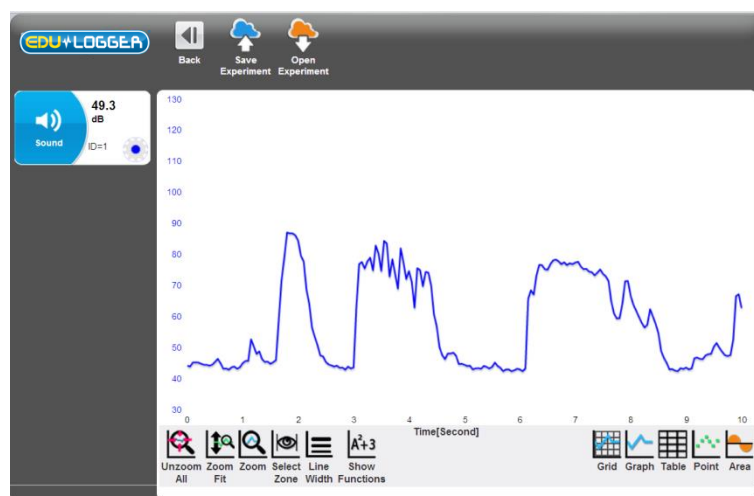 EDU LOGGER
Back
Save
Experiment
Open
Experiment
49.3
dB
Sound
ID=1
130
120
110
100
90
80
70
60
50
40
30
0 1 2 3 4 5 6 7 8 9 10
Time[Second]
Unzoom
All
Zoom
Fit
Zoom
Select
Zone
Line
Width
A²+3
Show
Functions
Grid
Graph
Table
Point
Area